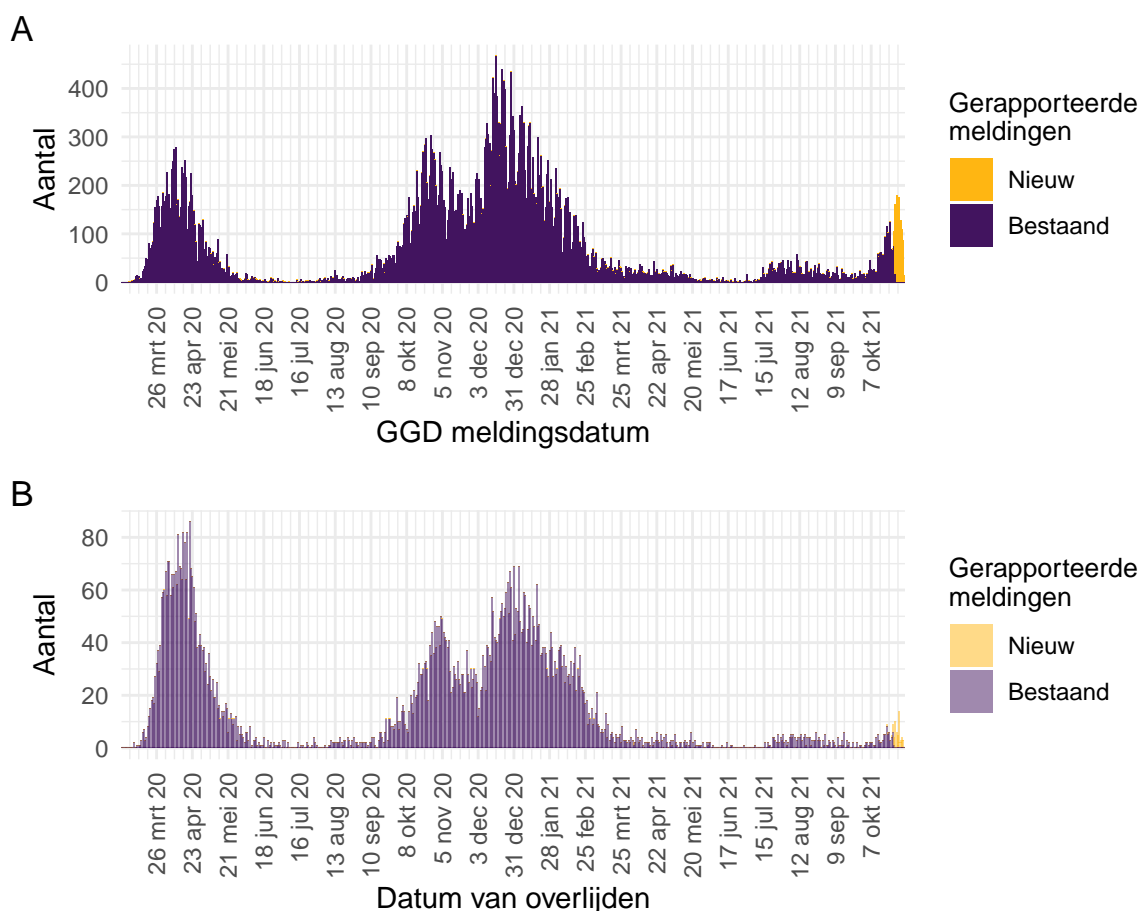 A
400
300
200
100
0
Aantal
26 mrt 20
23 apr 20
21 mei 20
18 jun 20
16 jul 20
13 aug 20
10 sep 20
8 okt 20
5 nov 20
3 dec 20
31 dec 20
28 jan 21
25 feb 21
25 mrt 21
22 apr 21
20 mei 21
17 jun 21
15 jul 21
12 aug 21
9 sep 21
7 okt 21
GGD meldingsdatum
Gerapporteerde
meldingen
Nieuw
Bestaand
B
80
60
40
20
0
Aantal
26 mrt 20
23 apr 20
21 mei 20
18 jun 20
16 jul 20
13 aug 20
10 sep 20
8 okt 20
5 nov 20
3 dec 20
31 dec 20
28 jan 21
25 feb 21
25 mrt 21
22 apr 21
20 mei 21
17 jun 21
15 jul 21
12 aug 21
9 sep 21
7 okt 21
Datum van overlijden
Gerapporteerde
meldingen
Nieuw
Bestaand